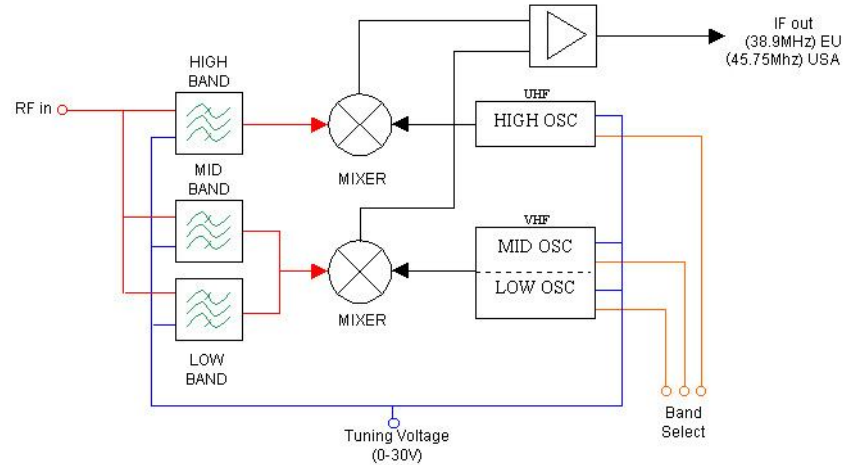 IF out
(38.9MHz) EU
(45.75Mhz) USA
HIGH
BAND
RF in
UHF
HIGH OSC
MIXER
MID
BAND
VHF
MID OSC
LOW OSC
MIXER
LOW
BAND
Band
Select
Tuning Voltage
(0-30V)